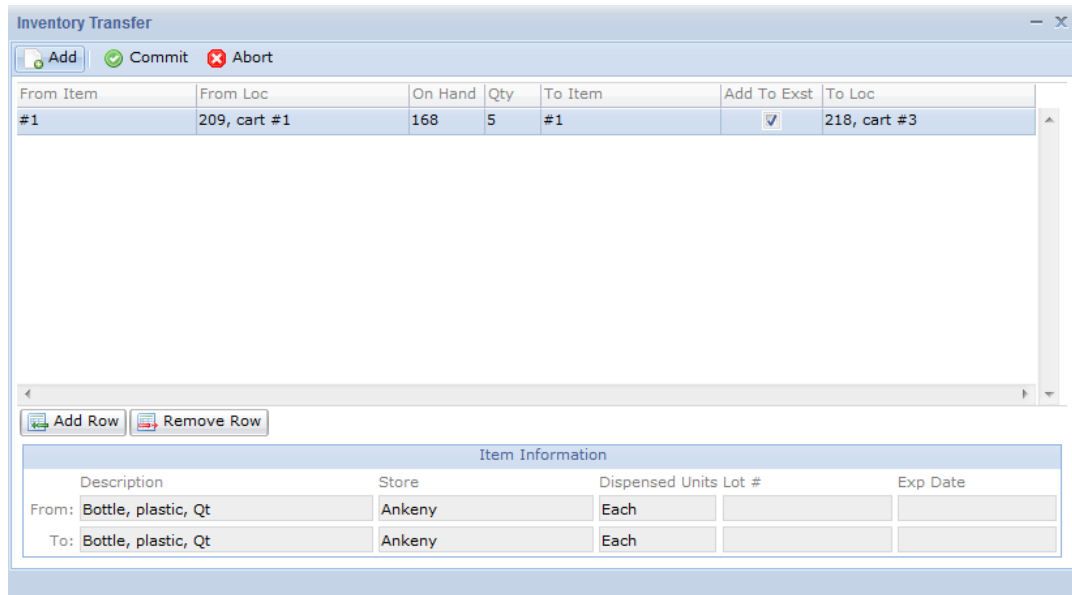 Inventory Transfer
Add Commit Abort
From Item From Loc On Hand Qty To Item Add To Exst To Loc
#1 209, cart #1 168 5 #1 218, cart #3
Add Row Remove Row
Item Information
Description Store Dispensed Units Lot # Exp Date
From: Bottle, plastic, Qt Ankeny Each
To: Bottle, plastic, Qt Ankeny Each